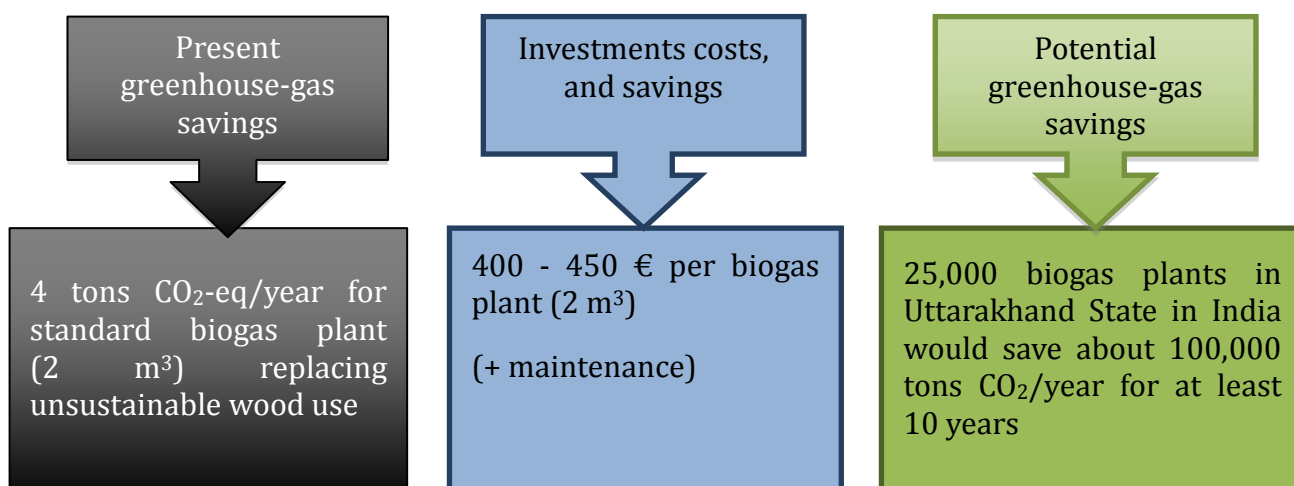 Present
greenhouse-gas
savings
4 tons CO₂-eq/year for
standard biogas plant
(2 m³) replacing
unsustainable wood use
Investments costs,
and savings
400 - 450 € per biogas
plant (2 m³)
(+ maintenance)
Potential
greenhouse-gas
savings
25,000 biogas plants in
Uttarakhand State in India
would save about 100,000
tons CO₂/year for at least
10 years